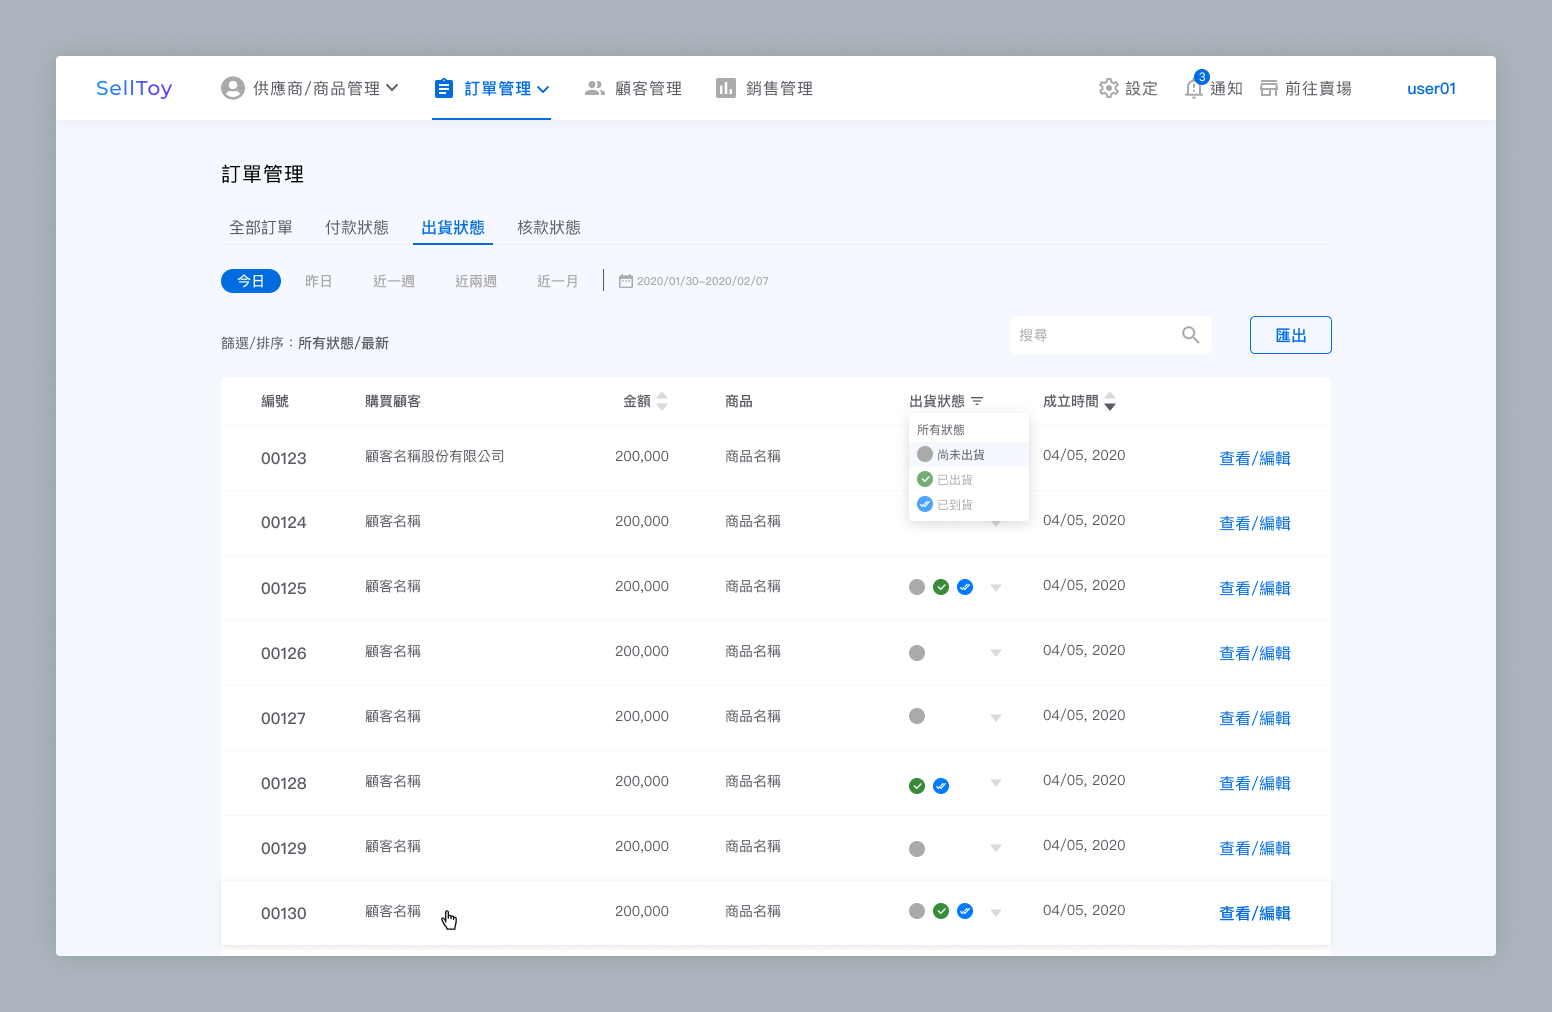 SellToy
供應商/商品管理
訂單管理
顧客管理
銷售管理
設定
3
通知
前往賣場
user01
訂單管理
全部訂單
付款狀態
出貨狀態
核款狀態
今日
昨日
近一週
近兩週
近一月
2020/01/30~2020/02/07
篩選/排序：所有狀態/最新
搜尋
匯出
編號 購買顧客 金額 商品 出貨狀態 成立時間
所有狀態
尚未出貨
已出貨
已到貨
00123 顧客名稱股份有限公司 200,000 商品名稱 04/05, 2020 查看/編輯
00124 顧客名稱 200,000 商品名稱 04/05, 2020 查看/編輯
00125 顧客名稱 200,000 商品名稱 04/05, 2020 查看/編輯
00126 顧客名稱 200,000 商品名稱 04/05, 2020 查看/編輯
00127 顧客名稱 200,000 商品名稱 04/05, 2020 查看/編輯
00128 顧客名稱 200,000 商品名稱 04/05, 2020 查看/編輯
00129 顧客名稱 200,000 商品名稱 04/05, 2020 查看/編輯
00130 顧客名稱 200,000 商品名稱 04/05, 2020 查看/編輯